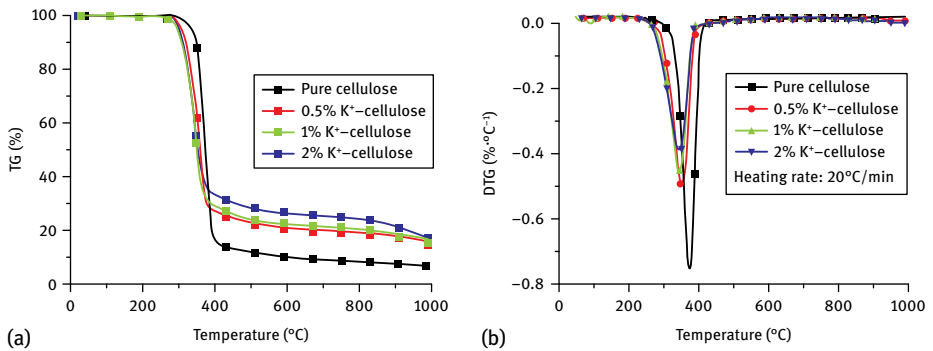 100
80
60
40
20
0
TG (%)
Pure cellulose
0.5% K⁺–cellulose
1% K⁺–cellulose
2% K⁺–cellulose
0 200 400 600 800 1000
Temperature (°C)
(a)
0.0
−0.2
−0.4
−0.6
−0.8
DTG (%·°C⁻¹)
Pure cellulose
0.5% K⁺–cellulose
1% K⁺–cellulose
2% K⁺–cellulose
Heating rate: 20°C/min
0 200 400 600 800 1000
Temperature (°C)
(b)